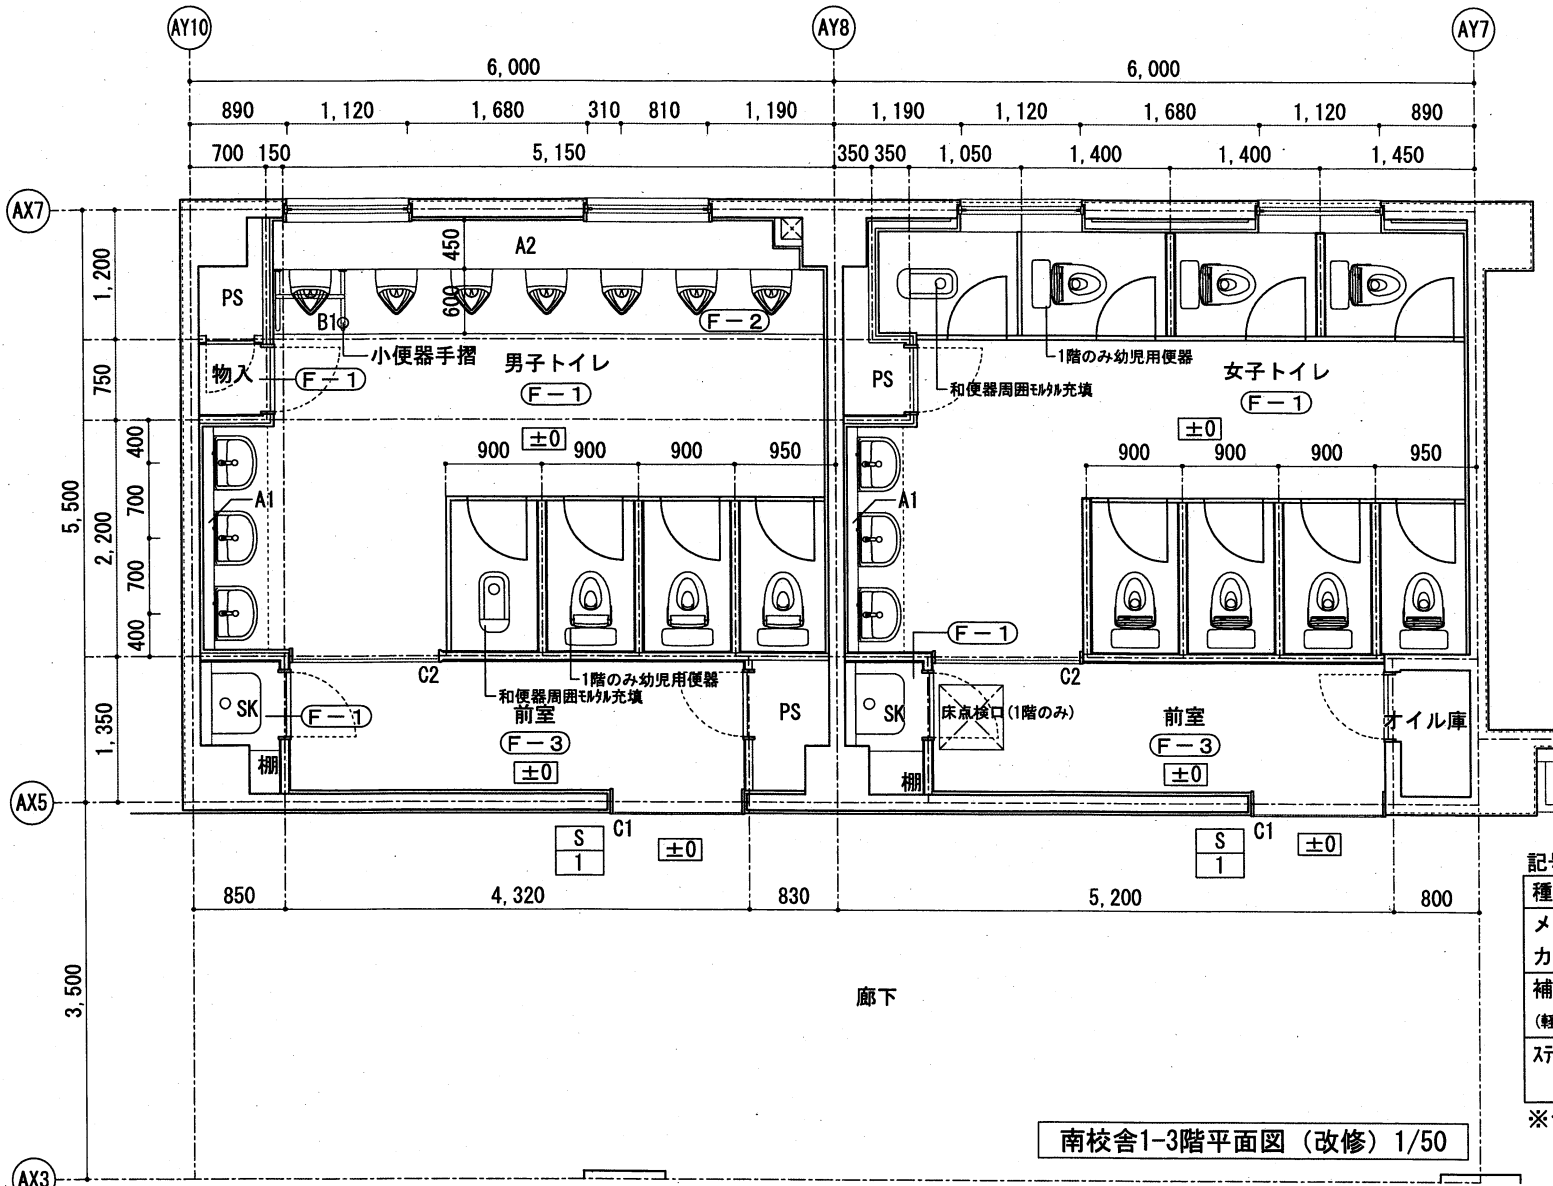 AY10
AY8
AY7
6,000
6,000
890
1,120
1,680
310
810
1,190
1,190
1,120
1,680
1,120
890
700
150
5,150
350
350
1,050
1,400
1,400
1,450
AX7
1,200
450
A2
600
PS
B1
F-2
小便器手摺
物入
F-1
男子トイレ
F-1
±0
750
PS
1階のみ幼児用便器
和便器周囲モルタル充填
女子トイレ
F-1
±0
900
900
900
950
900
900
900
950
5,500
2,200
400
700
700
400
A1
A1
F-1
C2
1階のみ幼児用便器
和便器周囲モルタル充填
C2
1,350
SK
F-1
前室
F-3
±0
PS
SK
床点検口(1階のみ)
前室
F-3
±0
オイル庫
棚
棚
AX5
C1
S
1
±0
C1
S
1
±0
850
4,320
830
5,200
800
種
メ
カ
補
3,500
廊下
※
南校舎1-3階平面図（改修）1/50
AX3